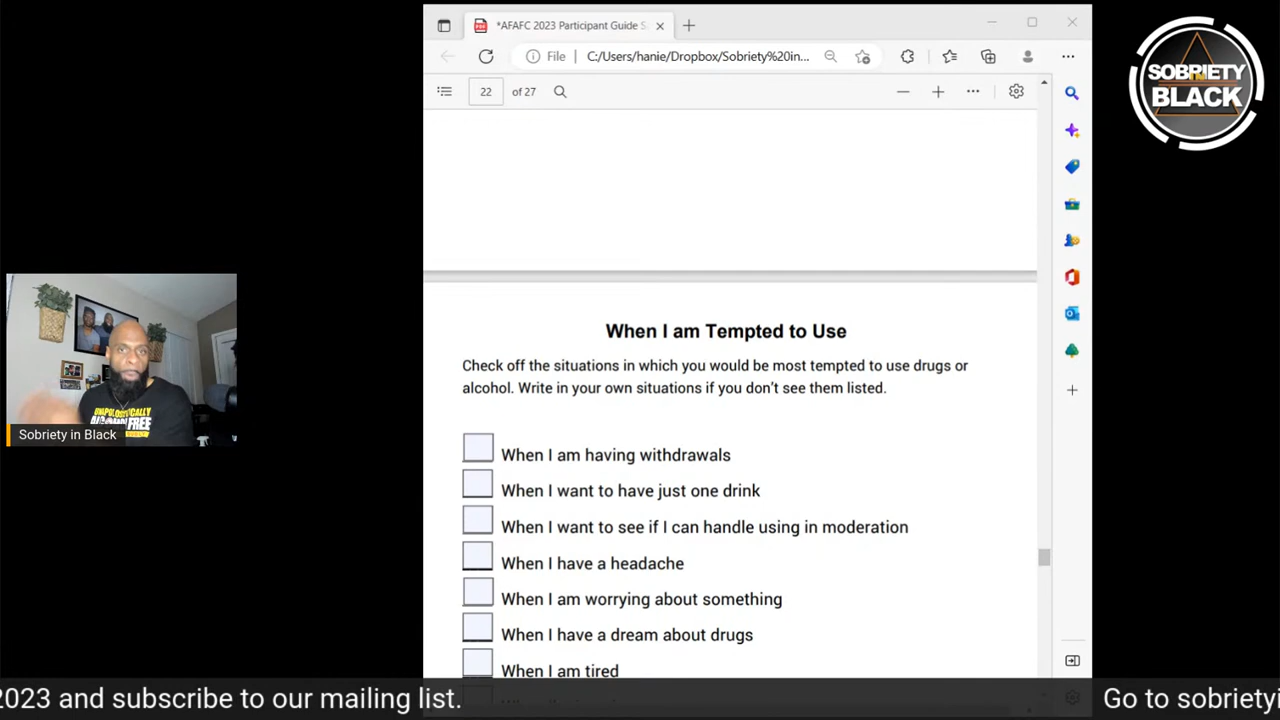 *AFAFC 2023 Participant Guide S
File
C:/Users/hanie/Dropbox/Sobriety%20in...
22 of 27
SOBRIETY
IN
BLACK
When I am Tempted to Use
Check off the situations in which you would be most tempted to use drugs or
alcohol. Write in your own situations if you don't see them listed.
When I am having withdrawals
When I want to have just one drink
When I want to see if I can handle using in moderation
When I have a headache
When I am worrying about something
When I have a dream about drugs
When I am tired
UNAPOLOGETICALLY
ALCOHOL FREE
Sobriety in Black
2023 and subscribe to our mailing list.
Go to sobrietyi